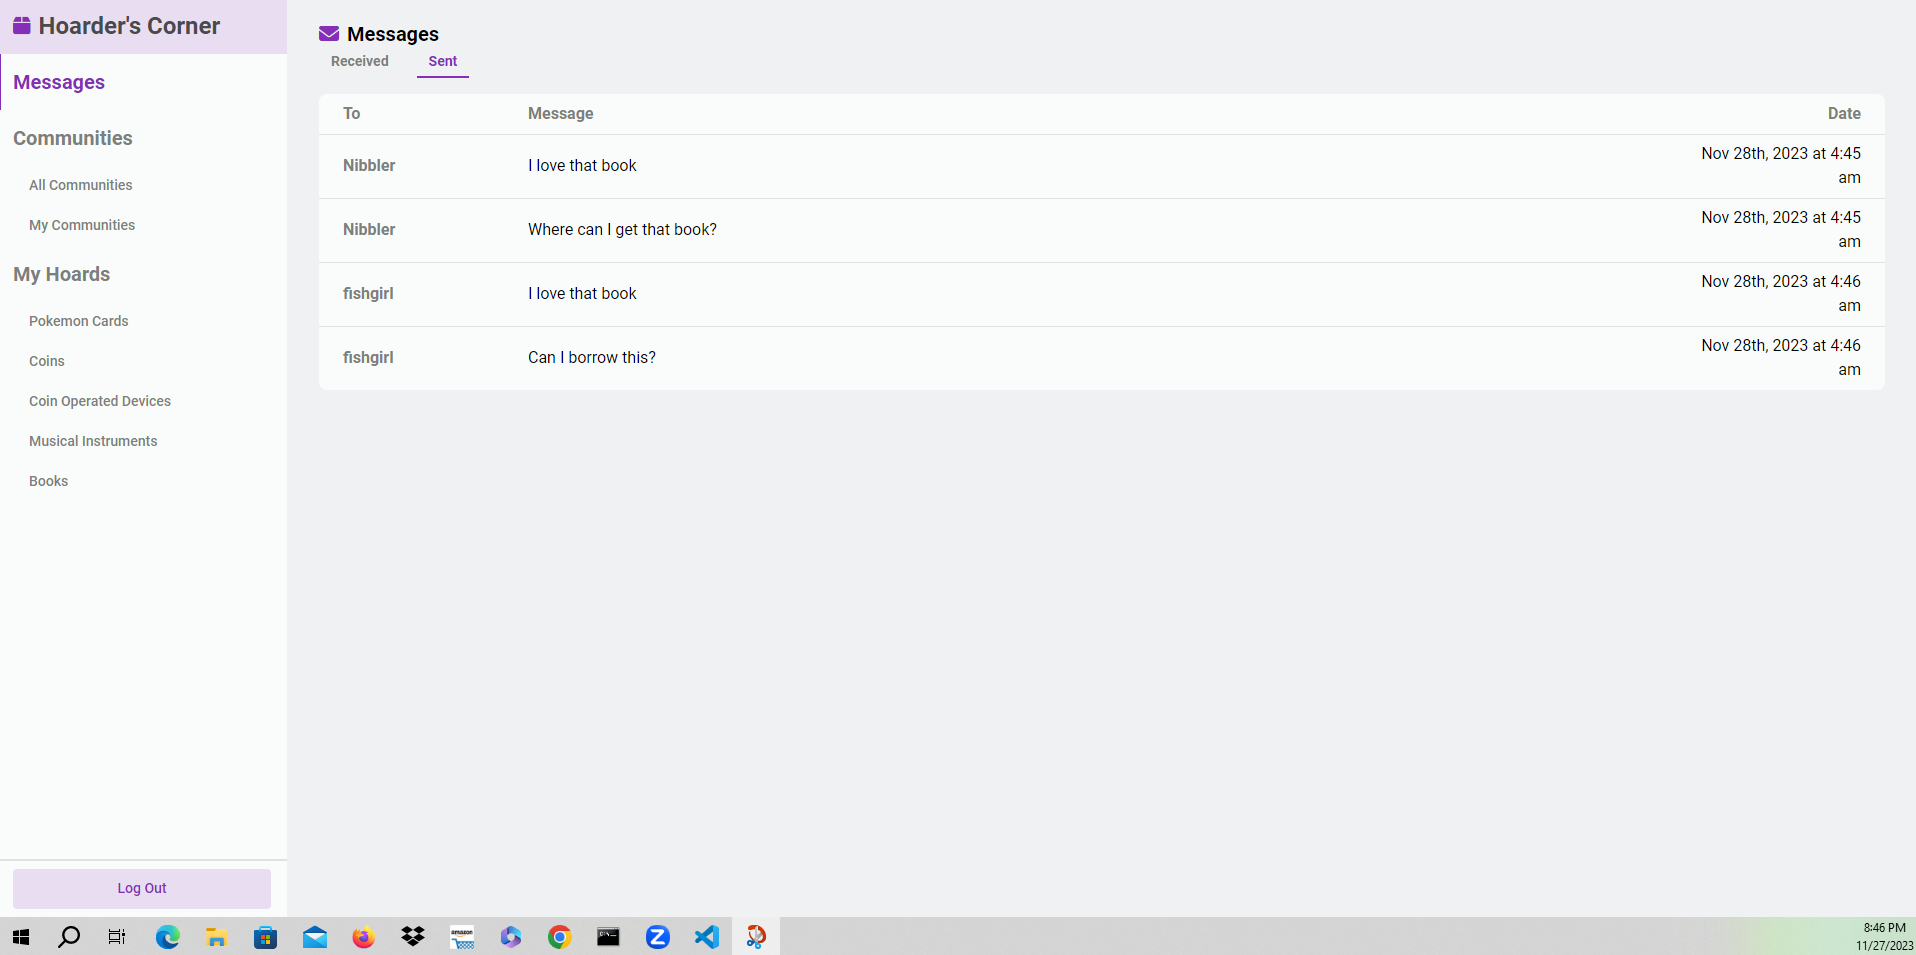 Hoarder's Corner
Messages
Communities
All Communities
My Communities
My Hoards
Pokemon Cards
Coins
Coin Operated Devices
Musical Instruments
Books
Log Out
Messages
Received Sent
To Message Date
Nibbler I love that book Nov 28th, 2023 at 4:45
am
Nibbler Where can I get that book? Nov 28th, 2023 at 4:45
am
fishgirl I love that book Nov 28th, 2023 at 4:46
am
fishgirl Can I borrow this? Nov 28th, 2023 at 4:46
am
amazon
8:46 PM
11/27/2023